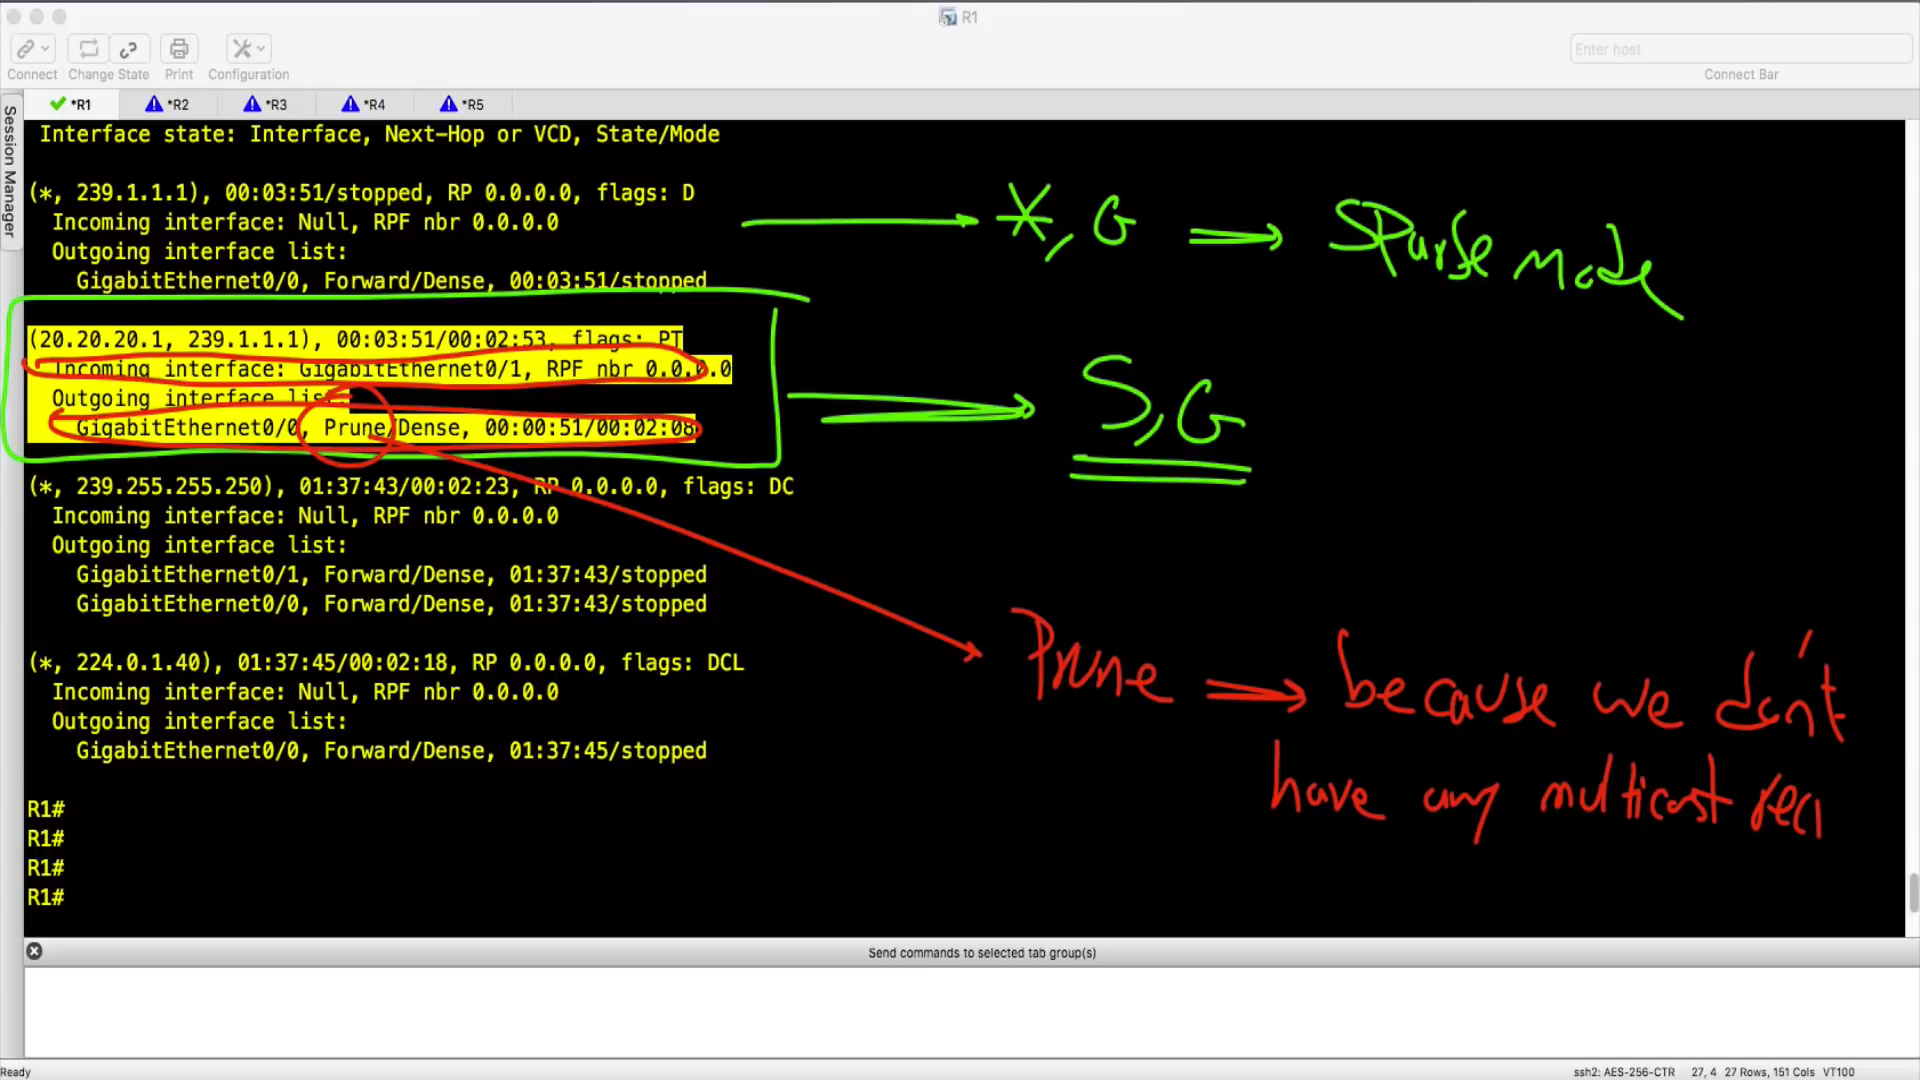 R1
Enter host
Connect Change State Print Configuration
Connect Bar
Session Manager
*R1 *R2 *R3 *R4 *R5
Interface state: Interface, Next-Hop or VCD, State/Mode
(*, 239.1.1.1), 00:03:51/stopped, RP 0.0.0.0, flags: D
Incoming interface: Null, RPF nbr 0.0.0.0
Outgoing interface list:
GigabitEthernet0/0, Forward/Dense, 00:03:51/stopped
*, G Sparse mode
(20.20.20.1, 239.1.1.1), 00:03:51/00:02:53, flags: PT
Incoming interface: GigabitEthernet0/1, RPF nbr 0.0.0.0
Outgoing interface list:
GigabitEthernet0/0, Prune/Dense, 00:00:51/00:02:08
S, G
(*, 239.255.255.250), 01:37:43/00:02:23, RP 0.0.0.0, flags: DC
Incoming interface: Null, RPF nbr 0.0.0.0
Outgoing interface list:
GigabitEthernet0/1, Forward/Dense, 01:37:43/stopped
GigabitEthernet0/0, Forward/Dense, 01:37:43/stopped
(*, 224.0.1.40), 01:37:45/00:02:18, RP 0.0.0.0, flags: DCL
Incoming interface: Null, RPF nbr 0.0.0.0
Outgoing interface list:
GigabitEthernet0/0, Forward/Dense, 01:37:45/stopped
Prune because we don't
have any multicast reci
R1#
R1#
R1#
R1#
Send commands to selected tab group(s)
Ready
ssh2: AES-256-CTR 27, 4 27 Rows, 151 Cols VT100